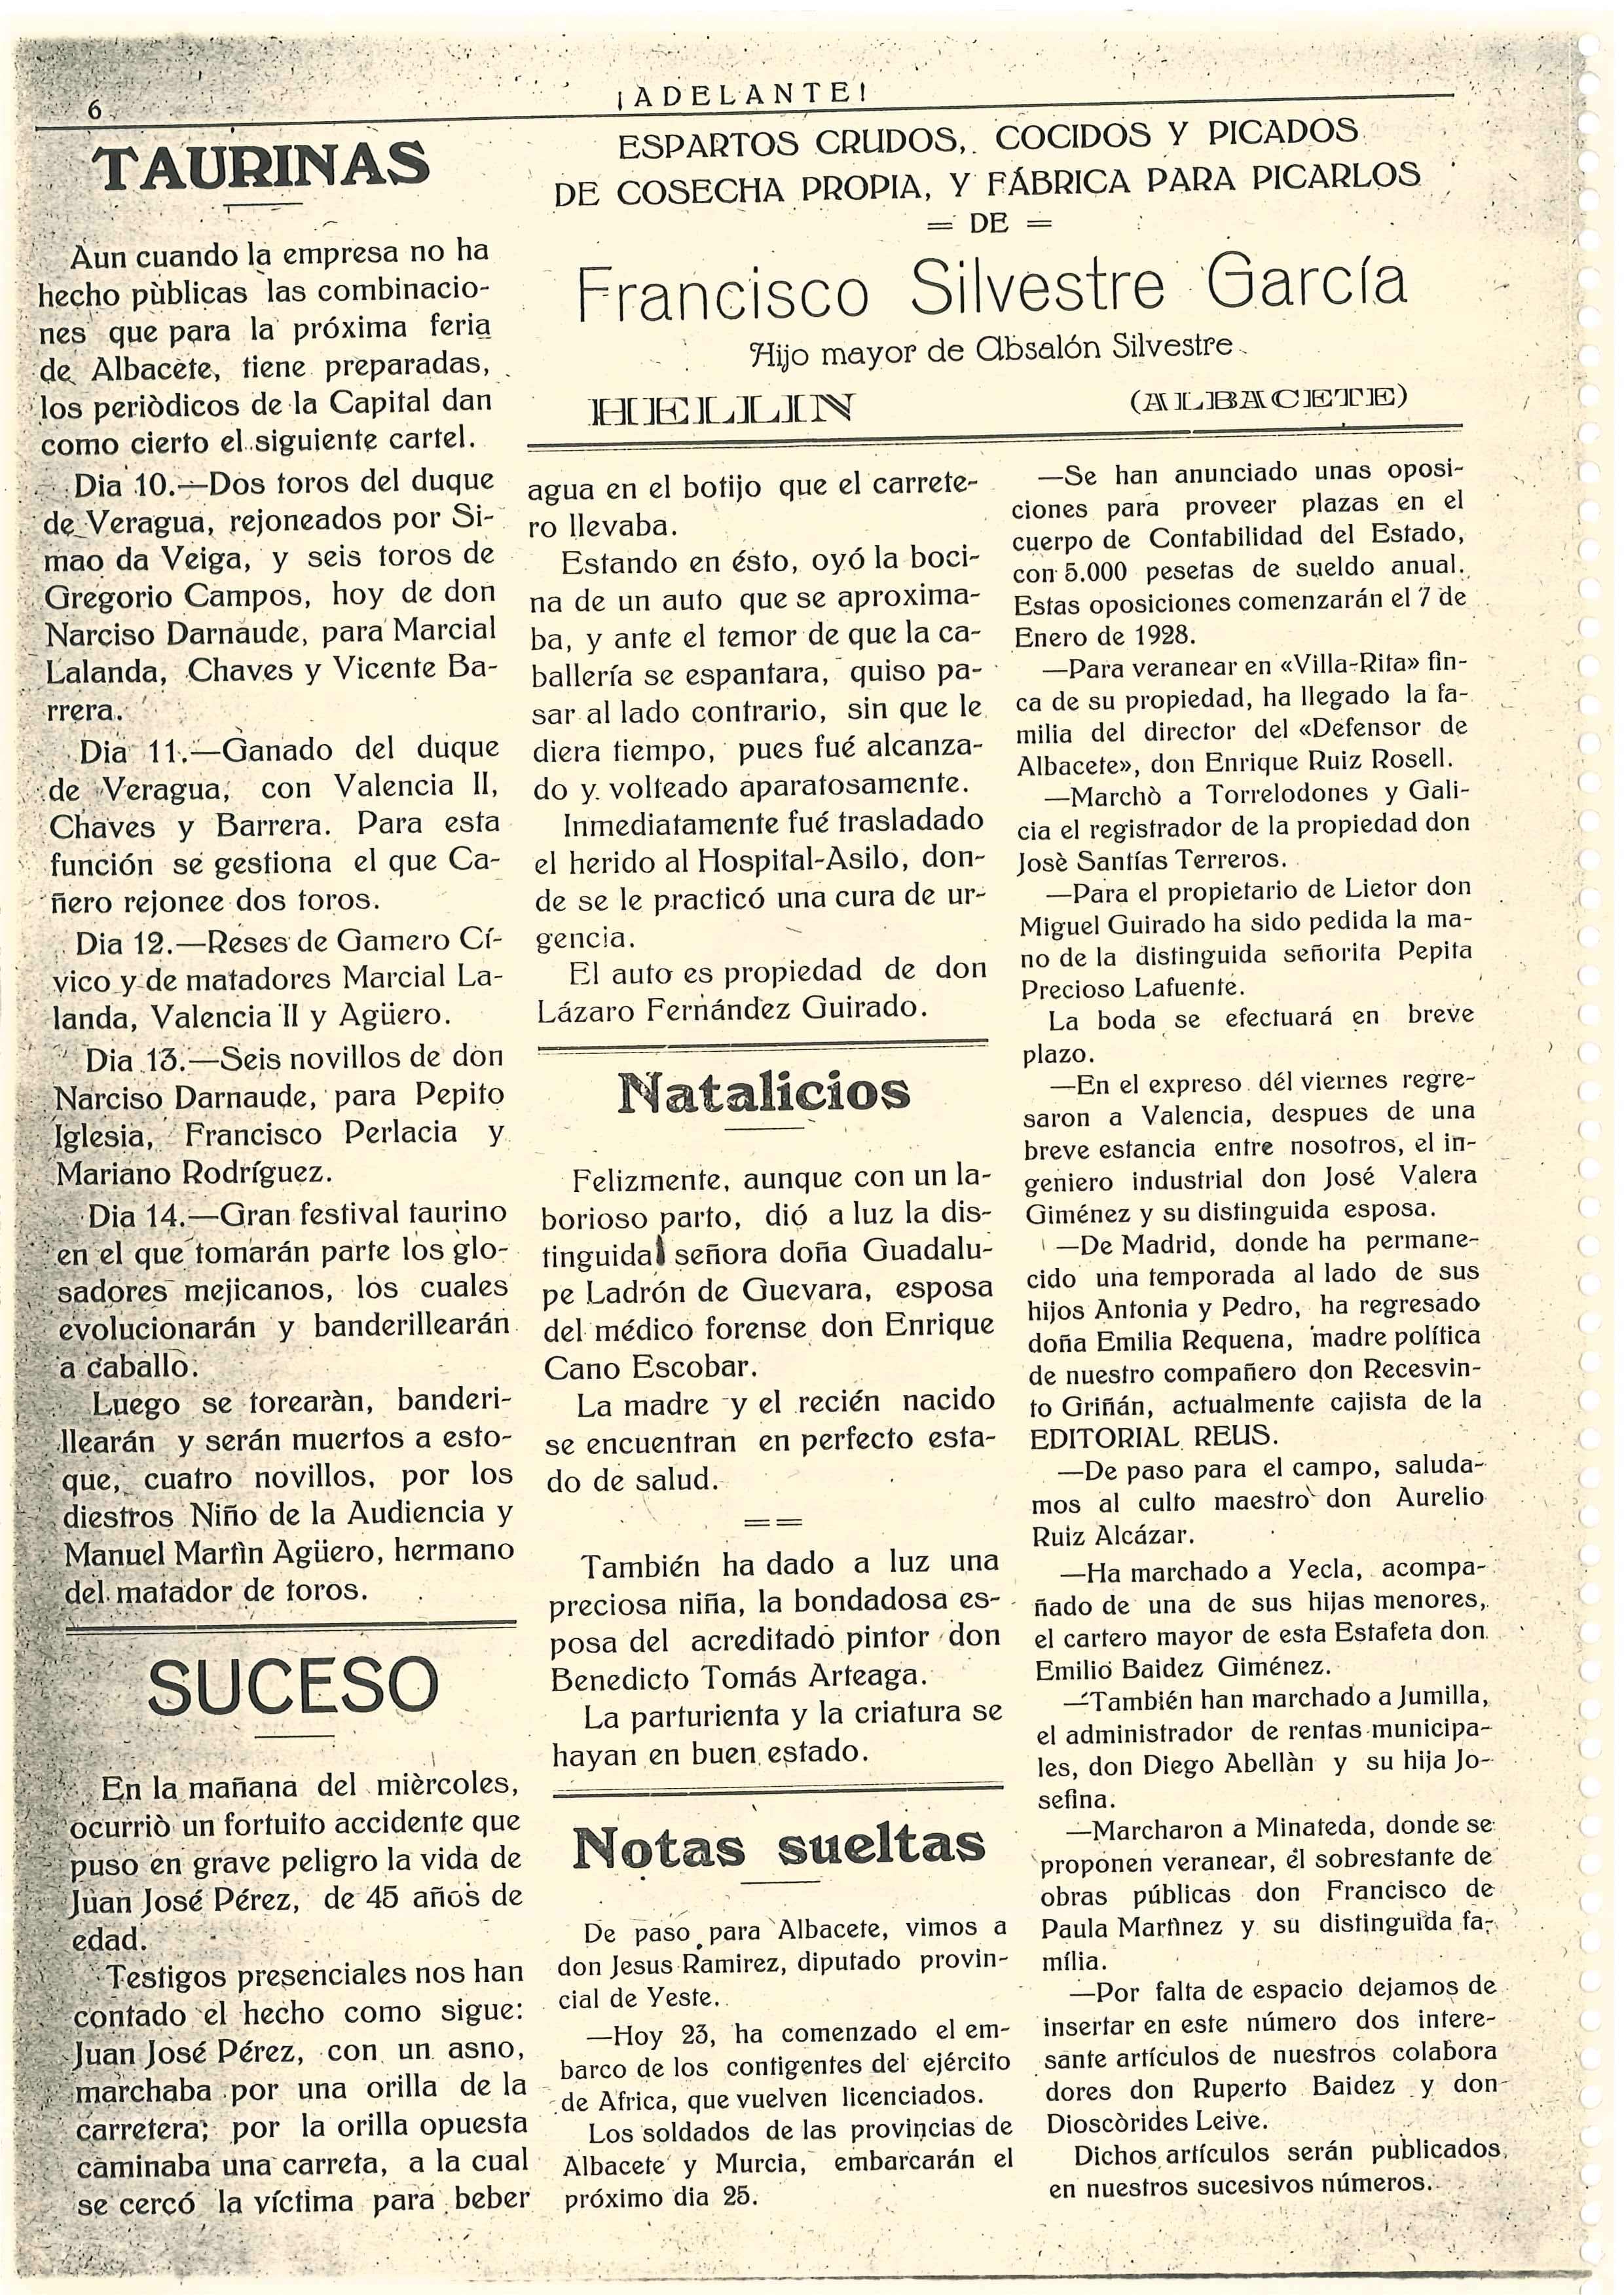 6
¡ADELANTE!
TAURINAS
Aun cuando la empresa no ha
hecho pùblicas las combinacio-
nes que para la próxima feria
de Albacete, tiene preparadas,
los periòdicos de la Capital dan
como cierto el siguiente cartel.
Dia 10.—Dos toros del duque
de Veragua, rejoneados por Si-
mao da Veiga, y seis toros de
Gregorio Campos, hoy de don
Narciso Darnaude, para Marcial
Lalanda, Chaves y Vicente Ba-
rrera.
Dia 11.—Ganado del duque
de Veragua, con Valencia II,
Chaves y Barrera. Para esta
función se gestiona el que Ca-
ñero rejonee dos toros.
Dia 12.—Reses de Gamero Cí-
vico y de matadores Marcial La-
landa, Valencia II y Agüero.
Dia 13.—Seis novillos de don
Narciso Darnaude, para Pepito
Iglesia, Francisco Perlacia y
Mariano Rodríguez.
Dia 14.—Gran festival taurino
en el que tomarán parte los glo-
sadores mejicanos, los cuales
evolucionarán y banderillearán
a caballo.
Luego se torearàn, banderi-
llearán y serán muertos a esto-
que, cuatro novillos, por los
diestros Niño de la Audiencia y
Manuel Martìn Agüero, hermano
del matador de toros.
SUCESO
En la mañana del mièrcoles,
ocurriò un fortuito accidente que
puso en grave peligro la vida de
Juan José Pérez, de 45 años de
edad.
Testigos presenciales nos han
contado el hecho como sigue:
Juan José Pérez, con un asno,
marchaba por una orilla de la
carretera; por la orilla opuesta
caminaba una carreta, a la cual
se cercó la víctima para beber
ESPARTOS CRUDOS, COCIDOS Y PICADOS
DE COSECHA PROPIA, Y FÁBRICA PARA PICARLOS
= DE =
Francisco Silvestre García
Hijo mayor de Absalón Silvestre
HELLIN (ALBACETE)
agua en el botijo que el carrete-
ro llevaba.
Estando en ésto, oyó la boci-
na de un auto que se aproxima-
ba, y ante el temor de que la ca-
ballería se espantara, quiso pa-
sar al lado contrario, sin que le
diera tiempo, pues fué alcanza-
do y volteado aparatosamente.
Inmediatamente fué trasladado
el herido al Hospital-Asilo, don-
de se le practicó una cura de ur-
gencia.
El auto es propiedad de don
Lázaro Fernández Guirado.
Natalicios
Felizmente, aunque con un la-
borioso parto, dió a luz la dis-
tinguida señora doña Guadalu-
pe Ladrón de Guevara, esposa
del médico forense don Enrique
Cano Escobar.
La madre y el recién nacido
se encuentran en perfecto esta-
do de salud.
==
También ha dado a luz una
preciosa niña, la bondadosa es-
posa del acreditado pintor don
Benedicto Tomás Arteaga.
La parturienta y la criatura se
hayan en buen estado.
Notas sueltas
De paso para Albacete, vimos a
don Jesus Ramirez, diputado provin-
cial de Yeste.
—Hoy 23, ha comenzado el em-
barco de los contigentes del ejército
de Africa, que vuelven licenciados.
Los soldados de las provincias de
Albacete y Murcia, embarcarán el
próximo dia 25.
—Se han anunciado unas oposi-
ciones para proveer plazas en el
cuerpo de Contabilidad del Estado,
con 5.000 pesetas de sueldo anual.
Estas oposiciones comenzarán el 7 de
Enero de 1928.
—Para veranear en «Villa-Rita» fin-
ca de su propiedad, ha llegado la fa-
milia del director del «Defensor de
Albacete», don Enrique Ruiz Rosell.
—Marchò a Torrelodones y Gali-
cia el registrador de la propiedad don
Josè Santías Terreros.
—Para el propietario de Lietor don
Miguel Guirado ha sido pedida la ma-
no de la distinguida señorita Pepita
Precioso Lafuente.
La boda se efectuará en breve
plazo.
—En el expreso del viernes regre-
saron a Valencia, despues de una
breve estancia entre nosotros, el in-
geniero industrial don José Valera
Giménez y su distinguida esposa.
—De Madrid, donde ha permane-
cido una temporada al lado de sus
hijos Antonia y Pedro, ha regresado
doña Emilia Requena, madre política
de nuestro compañero don Recesvin-
to Griñán, actualmente cajista de la
EDITORIAL REUS.
—De paso para el campo, saluda-
mos al culto maestro don Aurelio
Ruiz Alcázar.
—Ha marchado a Yecla, acompa-
ñado de una de sus hijas menores,
el cartero mayor de esta Estafeta don
Emilio Baidez Giménez.
—También han marchado a Jumilla,
el administrador de rentas municipa-
les, don Diego Abellàn y su hija Jo-
sefina.
—Marcharon a Minateda, donde se
proponen veranear, el sobrestante de
obras públicas don Francisco de
Paula Martìnez y su distinguida fa-
mília.
—Por falta de espacio dejamos de
insertar en este número dos intere-
sante artículos de nuestros colabora
dores don Ruperto Baidez y don
Dioscòrides Leive.
Dichos artículos serán publicados
en nuestros sucesivos números.